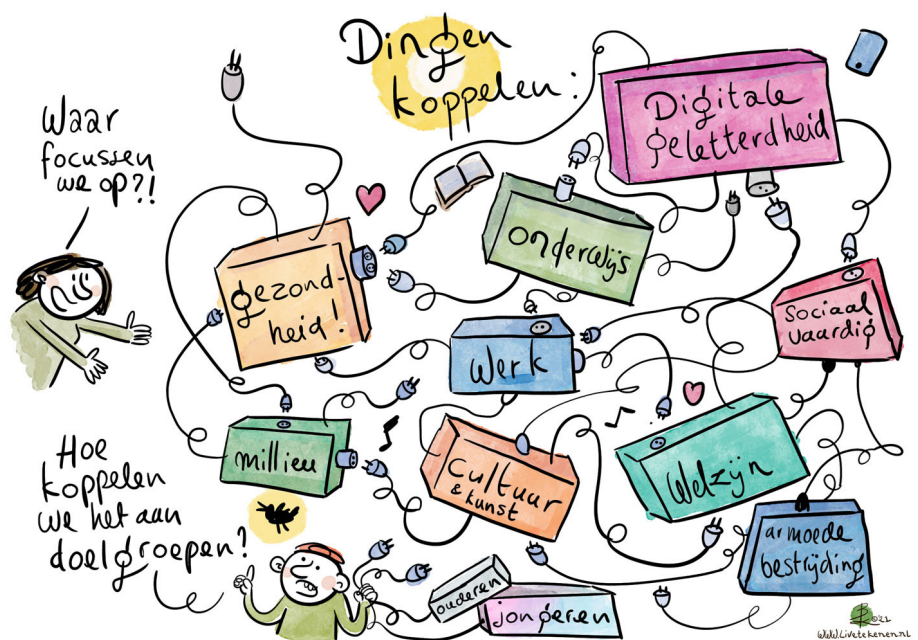 Dingen
koppelen:
Waar
focussen
we op?!
Digitale
geletterdheid
onderwijs
gezond-
heid!
Werk
sociaal
vaardig
millieu
Cultuur
& kunst
Welzijn
armoede
bestrijding
Hoe
koppelen
we het aan
doelgroepen?
ouderen
jongeren
2021
www.livetekenen.nl